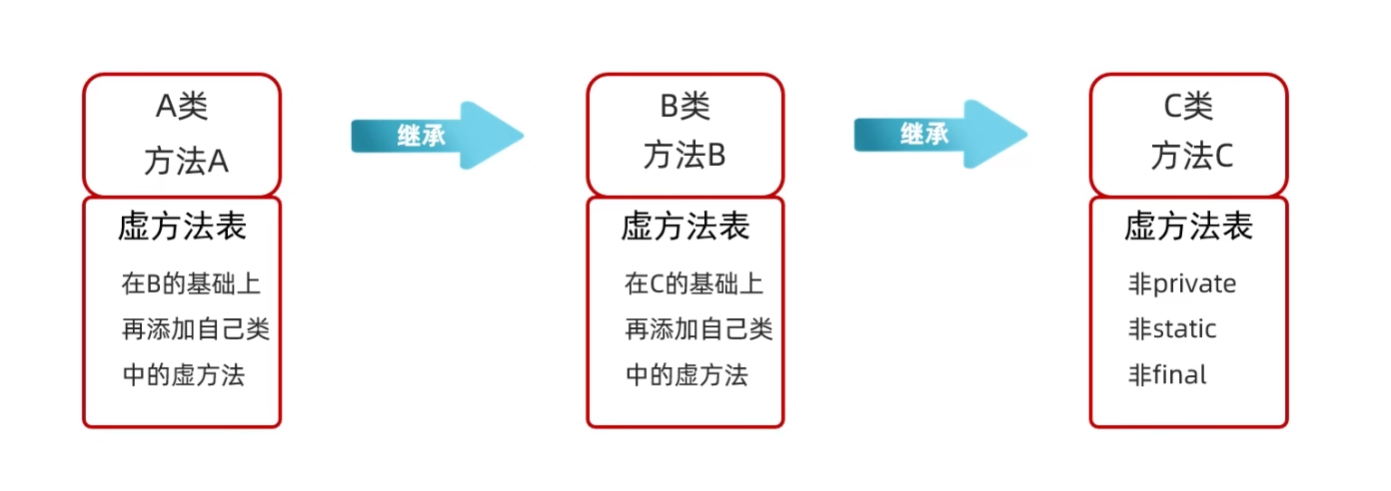 A类
方法A
继承
B类
方法B
继承
C类
方法C
虚方法表
在B的基础上
再添加自己类
中的虚方法
虚方法表
在C的基础上
再添加自己类
中的虚方法
虚方法表
非private
非static
非final